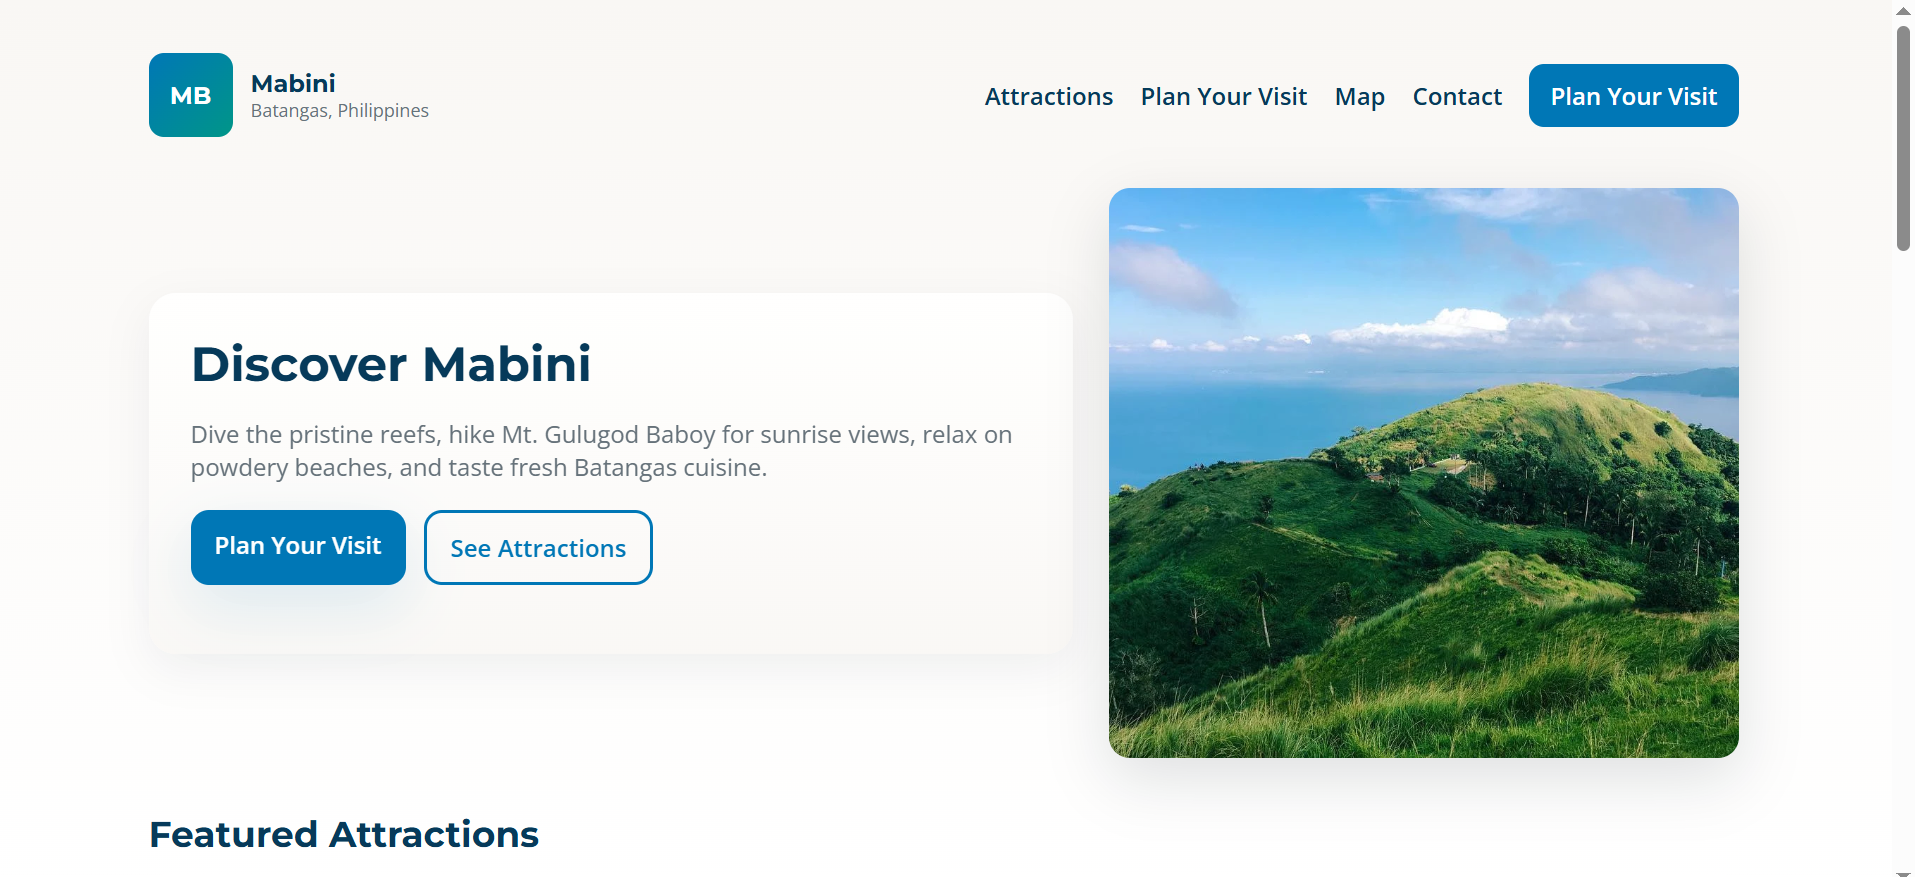 MB
Mabini
Batangas, Philippines
Attractions
Plan Your Visit
Map
Contact
Plan Your Visit
Discover Mabini
Dive the pristine reefs, hike Mt. Gulugod Baboy for sunrise views, relax on
powdery beaches, and taste fresh Batangas cuisine.
Plan Your Visit
See Attractions
Featured Attractions